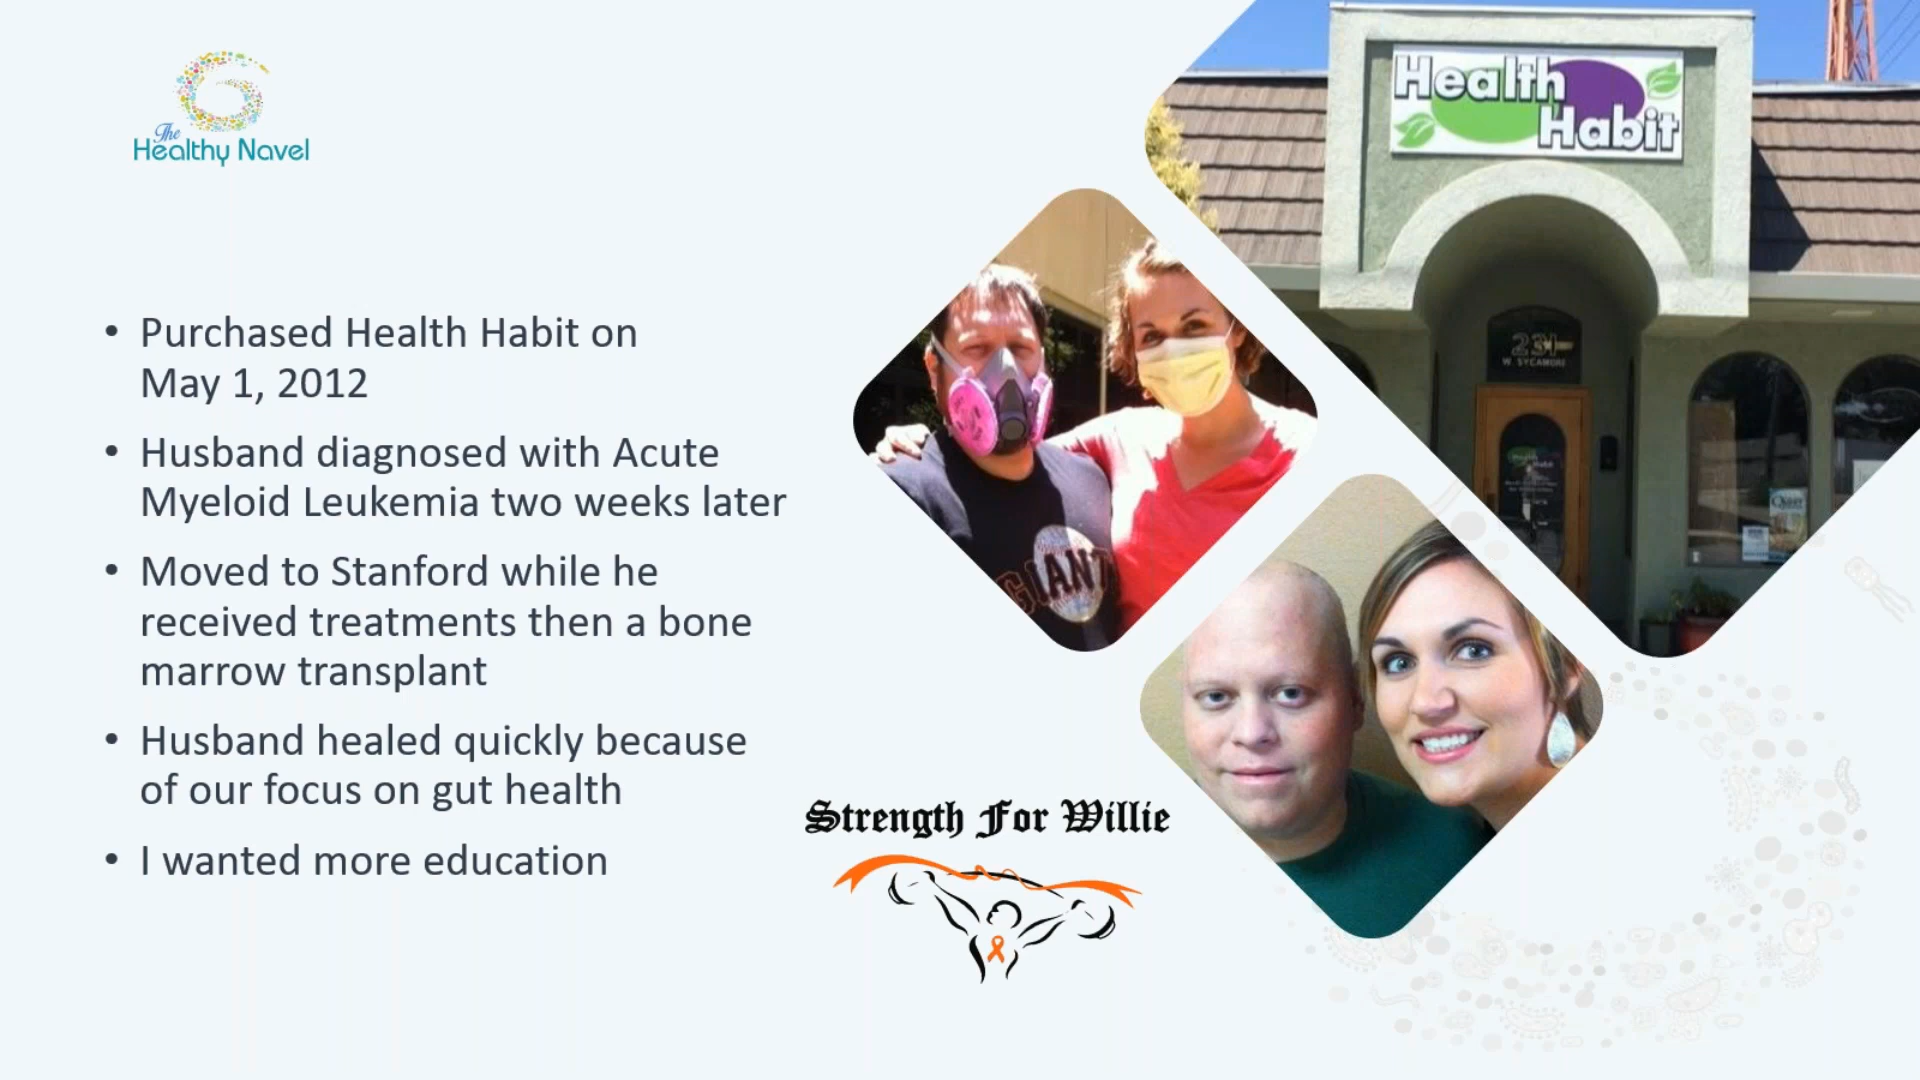 The
Healthy Navel
Health
Habit
231
W. SYCAMORE
• Purchased Health Habit on
May 1, 2012
• Husband diagnosed with Acute
Myeloid Leukemia two weeks later
• Moved to Stanford while he
received treatments then a bone
marrow transplant
• Husband healed quickly because
of our focus on gut health
• I wanted more education
GIANT
Strength For Willie